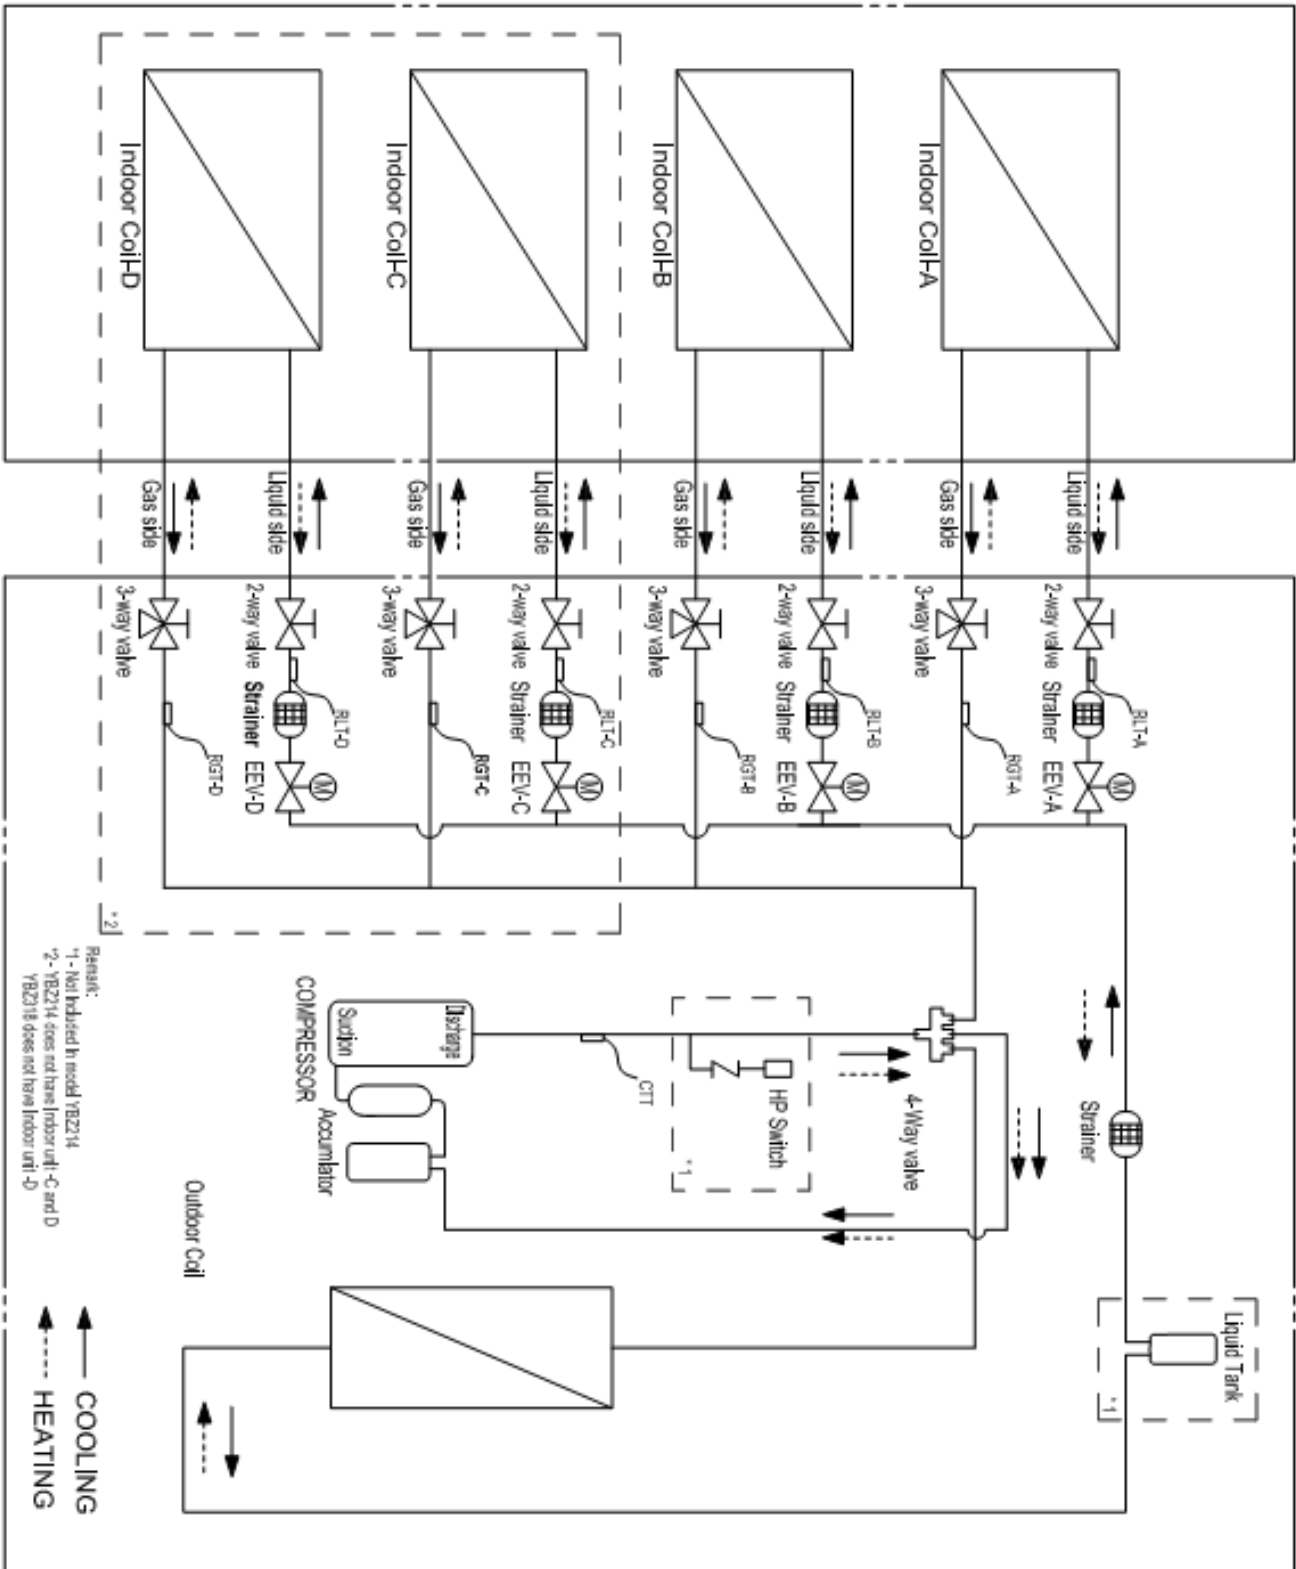 Indoor Coil-A
Indoor Coil-B
Indoor Coil-C
Indoor Coil-D
Liquid side
Gas side
Liquid side
Gas side
Liquid side
Gas side
Liquid side
Gas side
2-way valve
3-way valve
2-way valve
3-way valve
2-way valve
3-way valve
2-way valve
3-way valve
RLT-A
Strainer
EEV-A
M
RGT-A
RLT-B
Strainer
EEV-B
M
RGT-B
RLT-C
Strainer
EEV-C
M
RGT-C
RLT-D
Strainer
EEV-D
M
RGT-D
*2
Strainer
Liquid Tank
*1
4-Way valve
HP Switch
*1
CTT
Discharge
Suction
COMPRESSOR
Accumlator
Outdoor Coil
Remark:
*1 - Not Included in model YBZ214
*2 - YBZ214 does not have Indoor unit -C and D
YBZ318 does not have Indoor unit -D
COOLING
HEATING